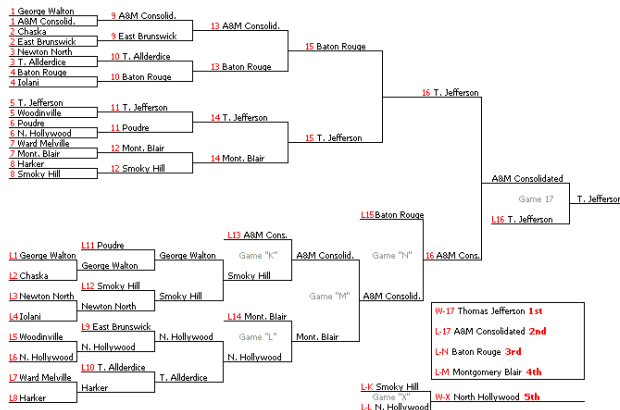 1 George Walton
1 A&M Consolid.
2 Chaska
2 East Brunswick
3 Newton North
3 T. Allderdice
4 Baton Rouge
4 Iolani
9 A&M Consolid.
9 East Brunswick
10 T. Allderdice
10 Baton Rouge
13 A&M Consolid.
13 Baton Rouge
15 Baton Rouge
5 T. Jefferson
5 Woodinville
6 Poudre
6 N. Hollywood
7 Ward Melville
7 Mont. Blair
8 Harker
8 Smoky Hill
11 T. Jefferson
11 Poudre
12 Mont. Blair
12 Smoky Hill
14 T. Jefferson
14 Mont. Blair
15 T. Jefferson
16 T. Jefferson
A&M Consolidated
Game 17
L16 T. Jefferson
T. Jefferson
L1 George Walton
L2 Chaska
L3 Newton North
L4 Iolani
L5 Woodinville
L6 N. Hollywood
L7 Ward Melville
L8 Harker
L11 Poudre
George Walton
L12 Smoky Hill
Newton North
L9 East Brunswick
N. Hollywood
L10 T. Allderdice
Harker
George Walton
Smoky Hill
N. Hollywood
T. Allderdice
L13 A&M Cons.
Game "K"
Smoky Hill
L14 Mont. Blair
Game "L"
N. Hollywood
A&M Consolid.
Game "M"
Mont. Blair
L15 Baton Rouge
Game "N"
A&M Consolid.
16 A&M Cons.
W-17 Thomas Jefferson 1st
L-17 A&M Consolidated 2nd
L-N Baton Rouge 3rd
L-M Montgomery Blair 4th
L-K Smoky Hill
Game "X"
L-L N. Hollywood
W-X North Hollywood 5th